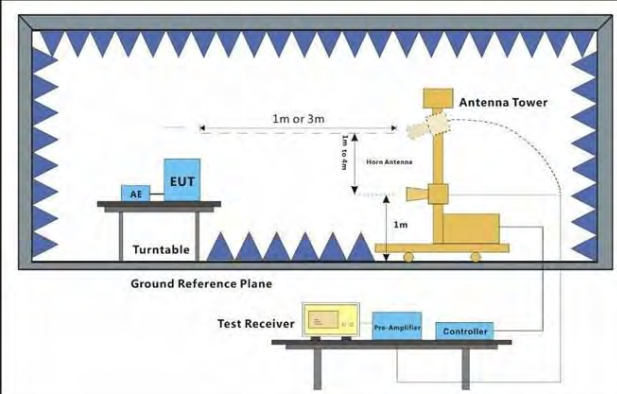 Antenna Tower
1m or 3m
1m to 4m
Horn Antenna
EUT
AE
1m
Turntable
Ground Reference Plane
Test Receiver
Pre-Amplifier
Controller